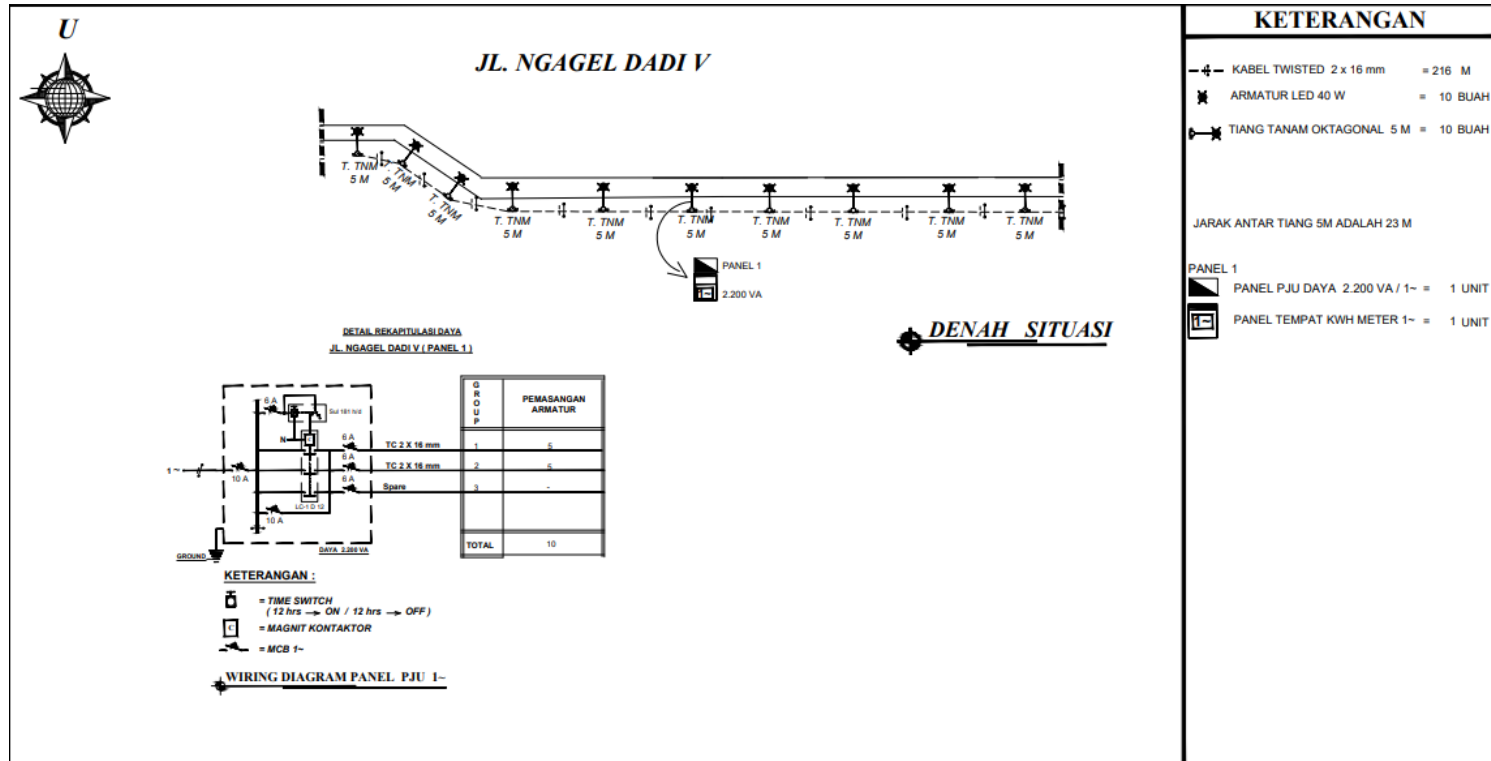 U
JL. NGAGEL DADI V
T. TNM
5 M
T. TNM
5 M
T. TNM
5 M
T. TNM
5 M
T. TNM
5 M
T. TNM
5 M
T. TNM
5 M
T. TNM
5 M
T. TNM
5 M
T. TNM
5 M
PANEL 1
1~ 2.200 VA
DENAH SITUASI
DETAIL REKAPITULASI DAYA
JL. NGAGEL DADI V ( PANEL 1 )
GROUP PEMASANGAN
ARMATUR
6 A
Sul 181 h/d
N
C
6 A
TC 2 X 16 mm 1 5
6 A
1~ TC 2 X 16 mm 2 5
10 A
6 A
Spare 3 -
LC-1 D 12
10 A
TOTAL 10
DAYA 2.200 VA
GROUND
KETERANGAN :
= TIME SWITCH
( 12 hrs → ON / 12 hrs → OFF )
C = MAGNIT KONTAKTOR
= MCB 1~
WIRING DIAGRAM PANEL PJU 1~
KETERANGAN
KABEL TWISTED 2 x 16 mm = 216 M
ARMATUR LED 40 W = 10 BUAH
TIANG TANAM OKTAGONAL 5 M = 10 BUAH
JARAK ANTAR TIANG 5M ADALAH 23 M
PANEL 1
PANEL PJU DAYA 2.200 VA / 1~ = 1 UNIT
1~ PANEL TEMPAT KWH METER 1~ = 1 UNIT